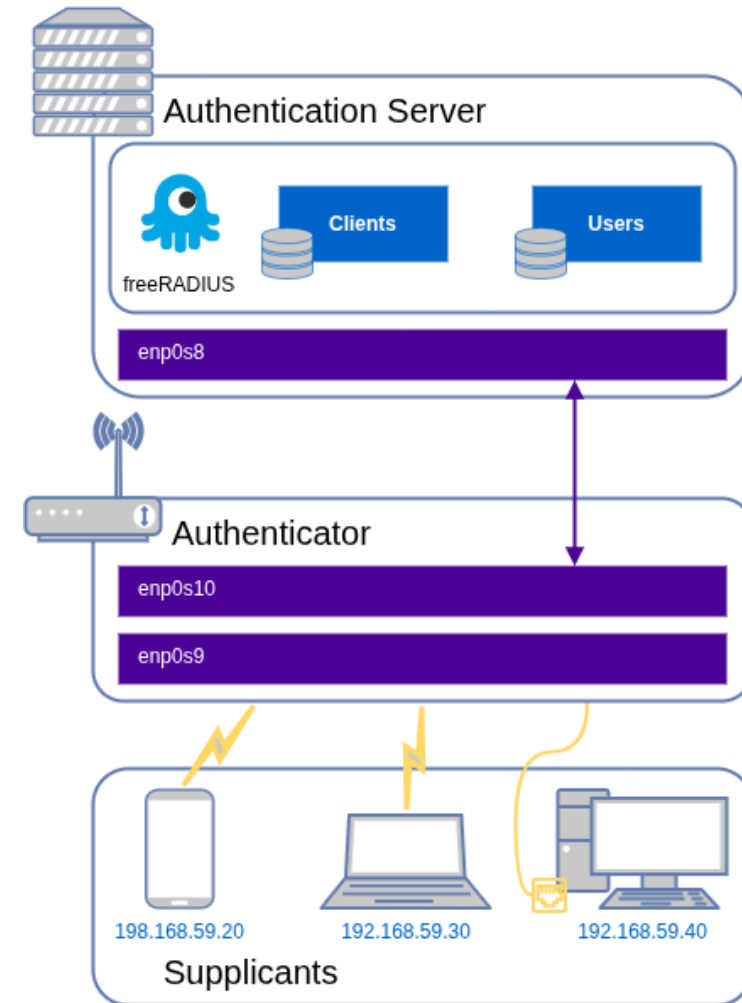 Authentication Server
Clients
Users
freeRADIUS
enp0s8
Authenticator
enp0s10
enp0s9
198.168.59.20
192.168.59.30
192.168.59.40
Supplicants